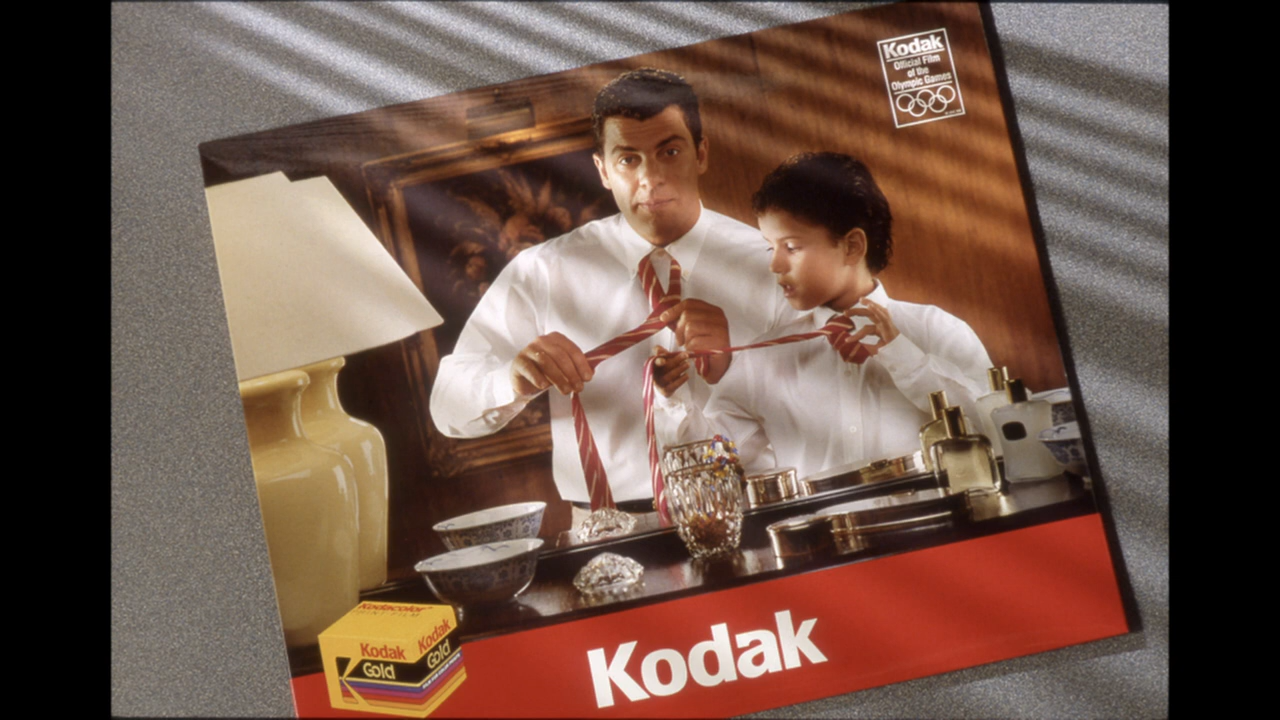 Kodak
Official Film
of the
Olympic Games
Kodacolor
Kodak
Gold
Kodak
Gold
Kodak